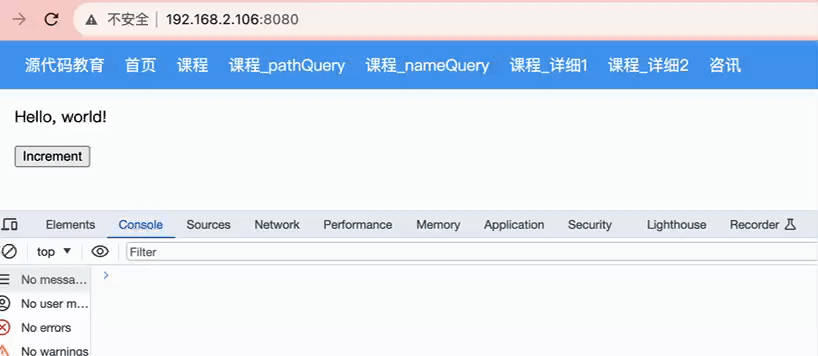 不安全 192.168.2.106:8080
源代码教育 首页 课程 课程_pathQuery 课程_nameQuery 课程_详细1 课程_详细2 咨讯
Hello, world!
Increment
Elements Console Sources Network Performance Memory Application Security Lighthouse Recorder
top Filter
No messa...
No user m...
No errors
No warnings